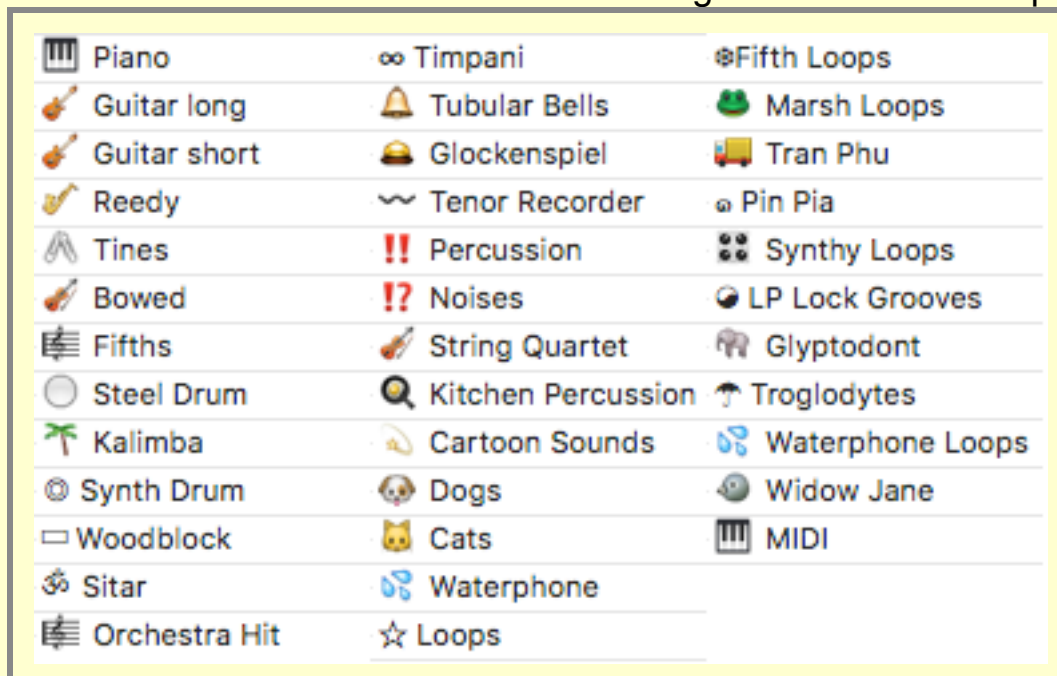 🎹 Piano
🎸 Guitar long
🎸 Guitar short
🎷 Reedy
🖇 Tines
🎻 Bowed
🎼 Fifths
⚪ Steel Drum
🌴 Kalimba
◎ Synth Drum
▭ Woodblock
ॐ Sitar
🎼 Orchestra Hit
∞ Timpani
🔔 Tubular Bells
🛎 Glockenspiel
〰 Tenor Recorder
‼️ Percussion
⁉️ Noises
🎻 String Quartet
🍳 Kitchen Percussion
💫 Cartoon Sounds
🐶 Dogs
🐱 Cats
💦 Waterphone
☆ Loops
❆Fifth Loops
🐸 Marsh Loops
🚛 Tran Phu
๑ Pin Pia
🎛 Synthy Loops
LP Lock Grooves
🐘 Glyptodont
☂ Troglodytes
💦 Waterphone Loops
🐡 Widow Jane
🎹 MIDI